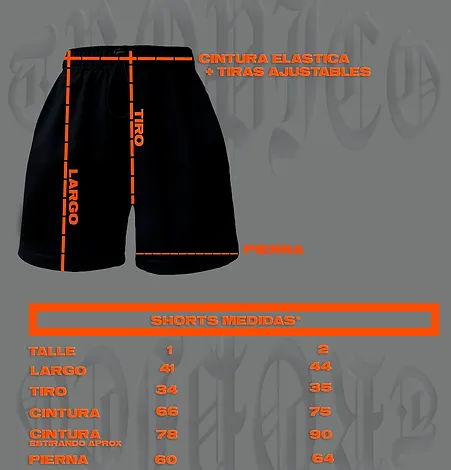 CINTURA ELASTICA
+ TIRAS AJUSTABLES
TIRO
LARGO
PIERNA
SHORTS MEDIDAS*
TALLE 1 2
LARGO 41 44
TIRO 34 35
CINTURA 66 75
CINTURA 78 90
ESTIRANDO APROX
PIERNA 60 64